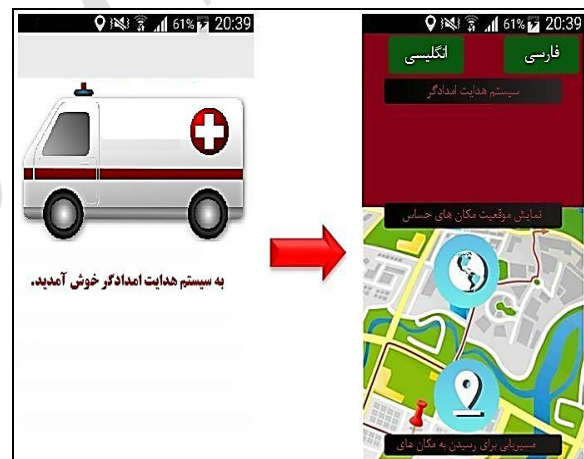 61% 20:39
به سیستم هدایت امدادگر خوش آمدید.
61% 20:39
فارسی
انگلیسی
سیستم هدایت امدادگر
نمایش موقعیت مکان های حساس
مسیریابی برای رسیدن به مکان های